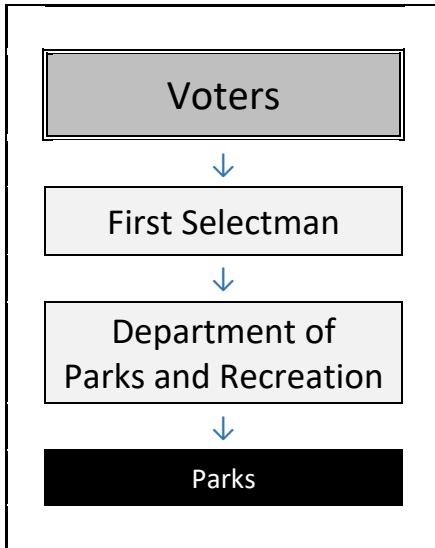 Voters
↓
First Selectman
↓
Department of
Parks and Recreation
↓
Parks